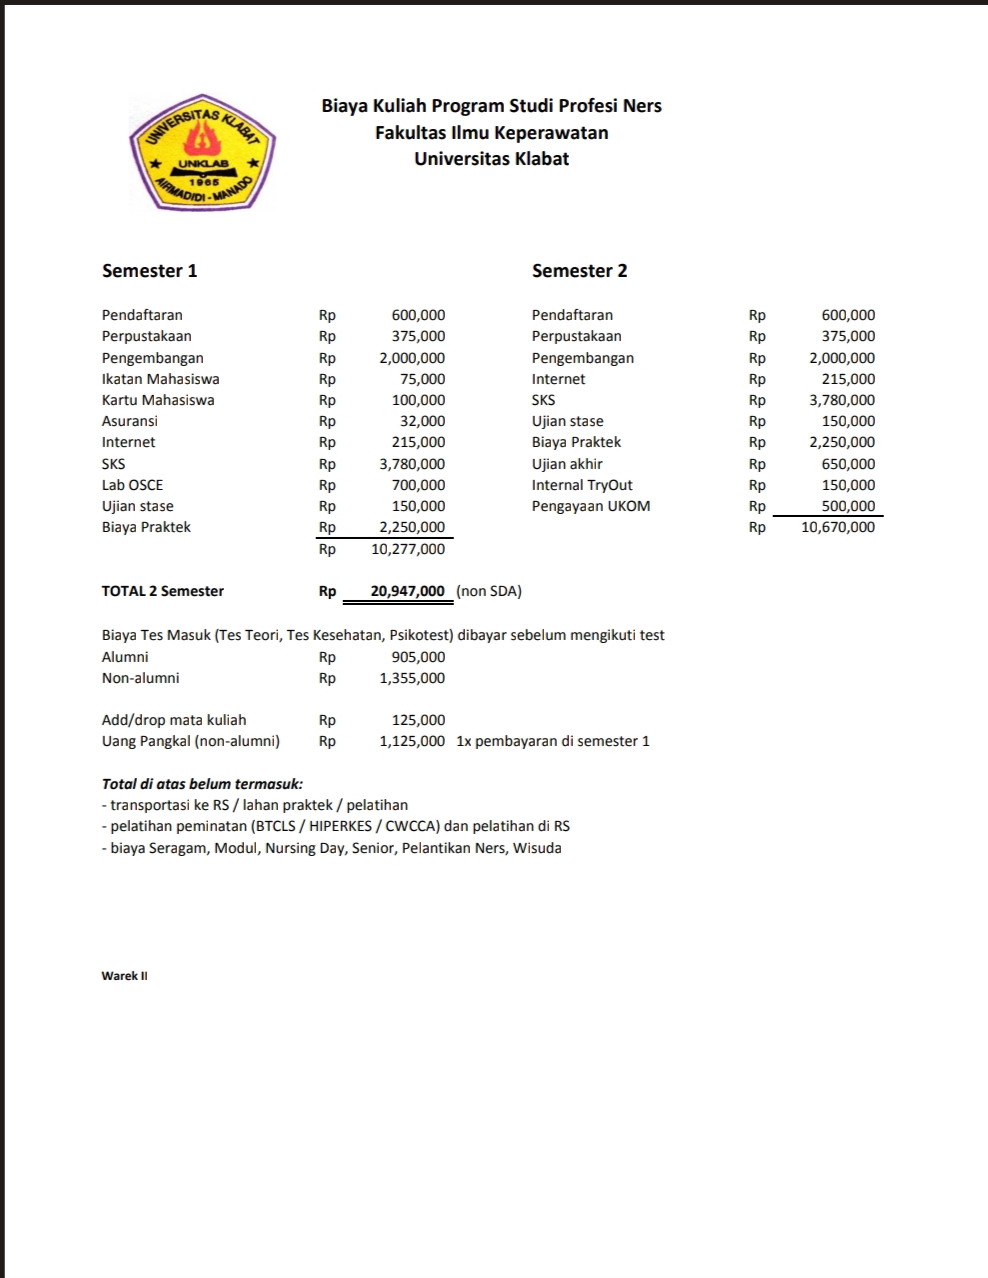 UNIVERSITAS KLABAT
UNKLAB
1965
AIRMADIDI - MANADO
Biaya Kuliah Program Studi Profesi Ners
Fakultas Ilmu Keperawatan
Universitas Klabat
Semester 1
Pendaftaran Rp 600,000
Perpustakaan Rp 375,000
Pengembangan Rp 2,000,000
Ikatan Mahasiswa Rp 75,000
Kartu Mahasiswa Rp 100,000
Asuransi Rp 32,000
Internet Rp 215,000
SKS Rp 3,780,000
Lab OSCE Rp 700,000
Ujian stase Rp 150,000
Biaya Praktek Rp 2,250,000
Rp 10,277,000
Semester 2
Pendaftaran Rp 600,000
Perpustakaan Rp 375,000
Pengembangan Rp 2,000,000
Internet Rp 215,000
SKS Rp 3,780,000
Ujian stase Rp 150,000
Biaya Praktek Rp 2,250,000
Ujian akhir Rp 650,000
Internal TryOut Rp 150,000
Pengayaan UKOM Rp 500,000
Rp 10,670,000
TOTAL 2 Semester Rp 20,947,000 (non SDA)
Biaya Tes Masuk (Tes Teori, Tes Kesehatan, Psikotest) dibayar sebelum mengikuti test
Alumni Rp 905,000
Non-alumni Rp 1,355,000
Add/drop mata kuliah Rp 125,000
Uang Pangkal (non-alumni) Rp 1,125,000 1x pembayaran di semester 1
Total di atas belum termasuk:
- transportasi ke RS / lahan praktek / pelatihan
- pelatihan peminatan (BTCLS / HIPERKES / CWCCA) dan pelatihan di RS
- biaya Seragam, Modul, Nursing Day, Senior, Pelantikan Ners, Wisuda
Warek II